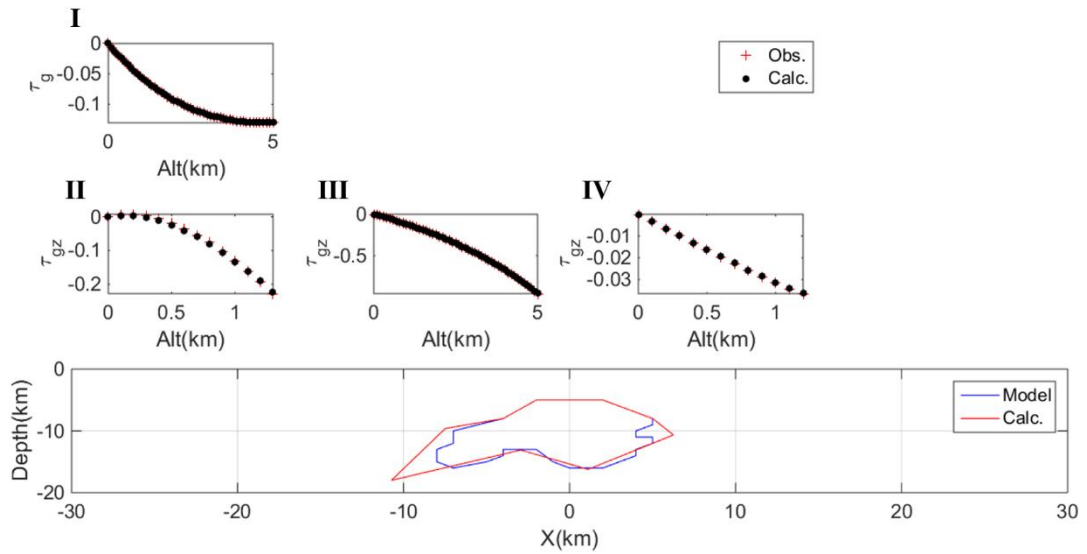 I
0
-0.05
-0.1
τg
0 5
Alt(km)
+ Obs.
● Calc.
II
0
-0.1
-0.2
τgz
0 0.5 1
Alt(km)
III
0
-0.5
τgz
0 5
Alt(km)
IV
-0.01
-0.02
-0.03
τgz
0 0.5 1
Alt(km)
0
-10
-20
Depth(km)
-30 -20 -10 0 10 20 30
X(km)
Model
Calc.